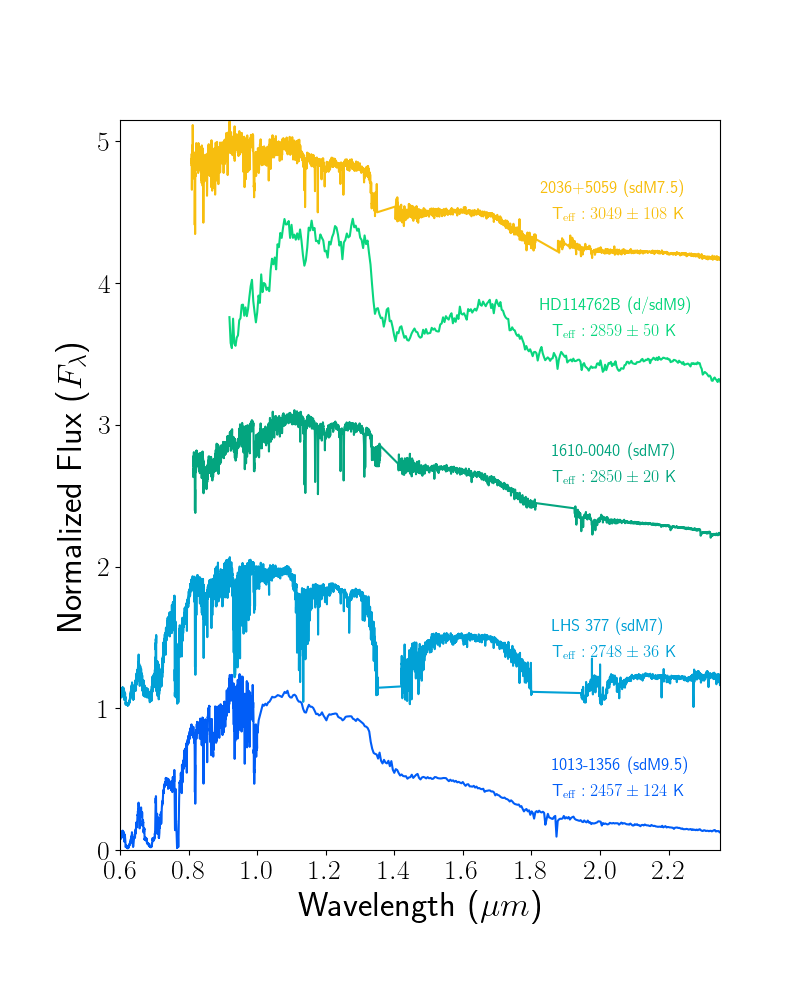 5
4
3
2
1
0
0.6 0.8 1.0 1.2 1.4 1.6 1.8 2.0 2.2
Normalized Flux (F_λ)
Wavelength (μm)
2036+5059 (sdM7.5)
T_eff : 3049 ± 108 K
HD114762B (d/sdM9)
T_eff : 2859 ± 50 K
1610-0040 (sdM7)
T_eff : 2850 ± 20 K
LHS 377 (sdM7)
T_eff : 2748 ± 36 K
1013-1356 (sdM9.5)
T_eff : 2457 ± 124 K